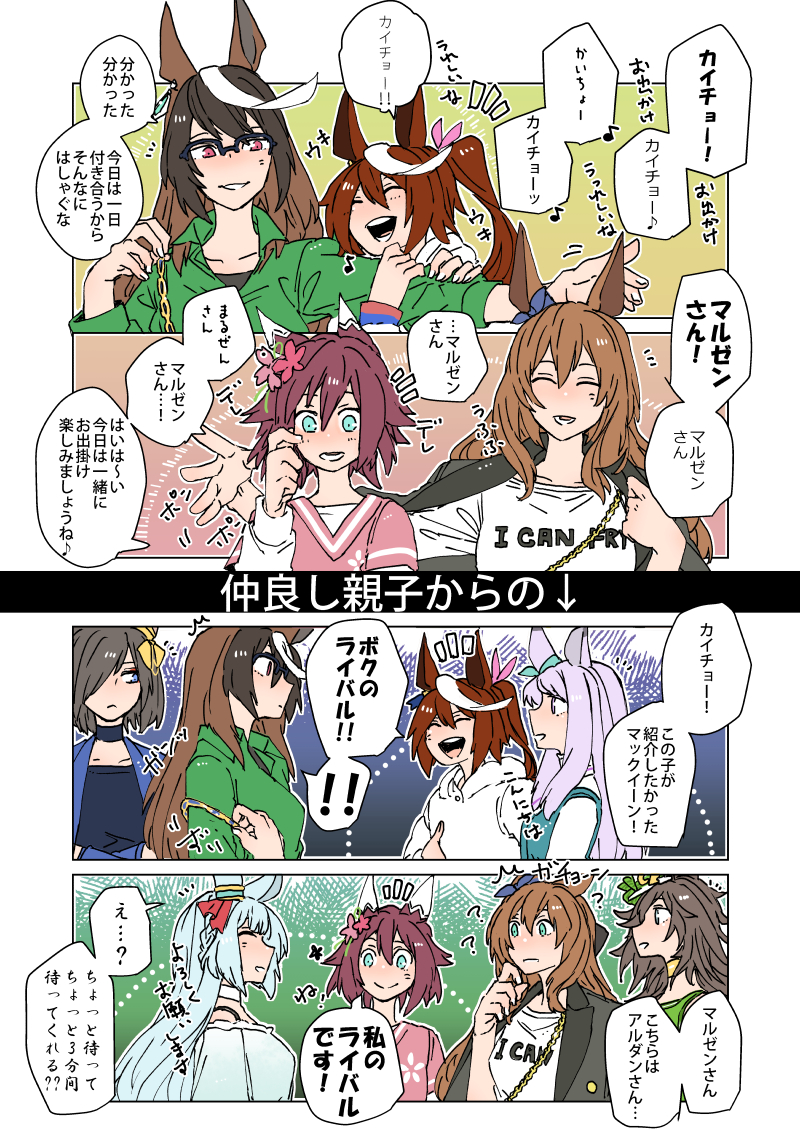 カイチョー！
お出かけ
カイチョー♪
お出かけ
かいちょー
♪
カイチョーッ
♪
うれしいね
カイチョー！！
うれしいな
ウキ
ウキ
♪
分かった
分かった
今日は一日
付き合うから
そんなに
はしゃぐな
マルゼン
さん！
マルゼン
さん
…マルゼン
さん
うふふ
まるぜん
さん
マルゼン
さん…！
デレ
デレ
はいは〜い
今日は一緒に
お出掛け
楽しみましょうね♪
ポン
ポン
I CAN FRY
仲良し親子からの↓
カイチョー！
この子が
紹介したかった
マックイーン！
こんにちは
ボクの
ライバル！！
！！
ガーン
マルゼンさん
こちらは
アルダンさん…
ガチョーン
?
?
?
I CAN
私の
ライバル
です！
ね!
よろしく
お願いします
え…？
ちょっと待って
ちょっと３分間
待ってくれる??